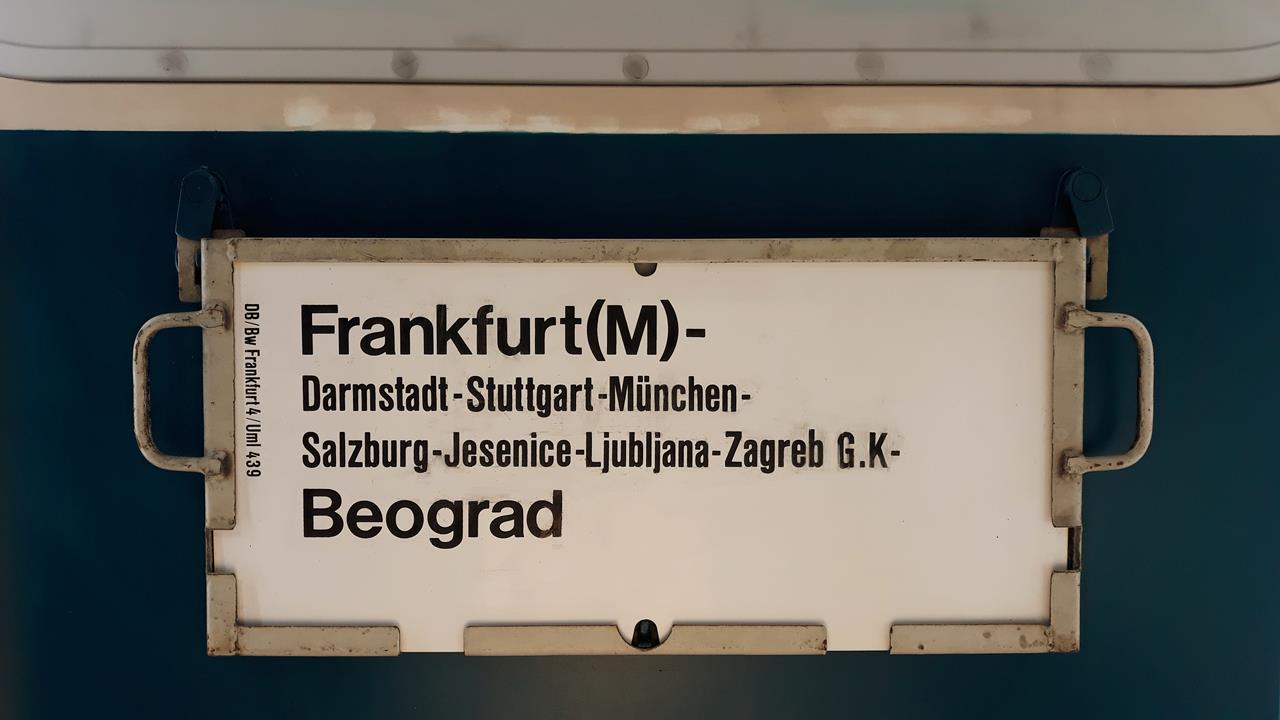 Frankfurt(M)-
Darmstadt-Stuttgart-München-
Salzburg-Jesenice-Ljubljana-Zagreb G.K-
Beograd
DB/Bw Frankfurt 4/Uml 439